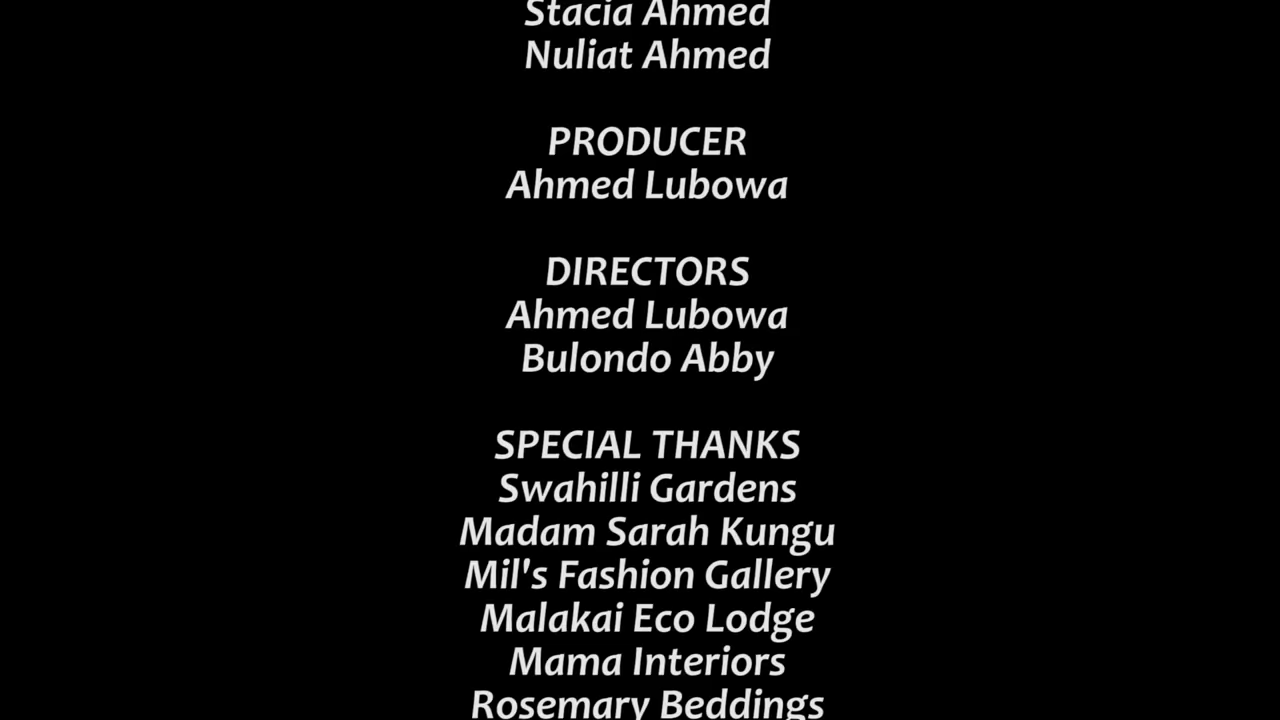 Stacia Ahmed
Nuliat Ahmed
PRODUCER
Ahmed Lubowa
DIRECTORS
Ahmed Lubowa
Bulondo Abby
SPECIAL THANKS
Swahilli Gardens
Madam Sarah Kungu
Mil's Fashion Gallery
Malakai Eco Lodge
Mama Interiors
Rosemary Beddings